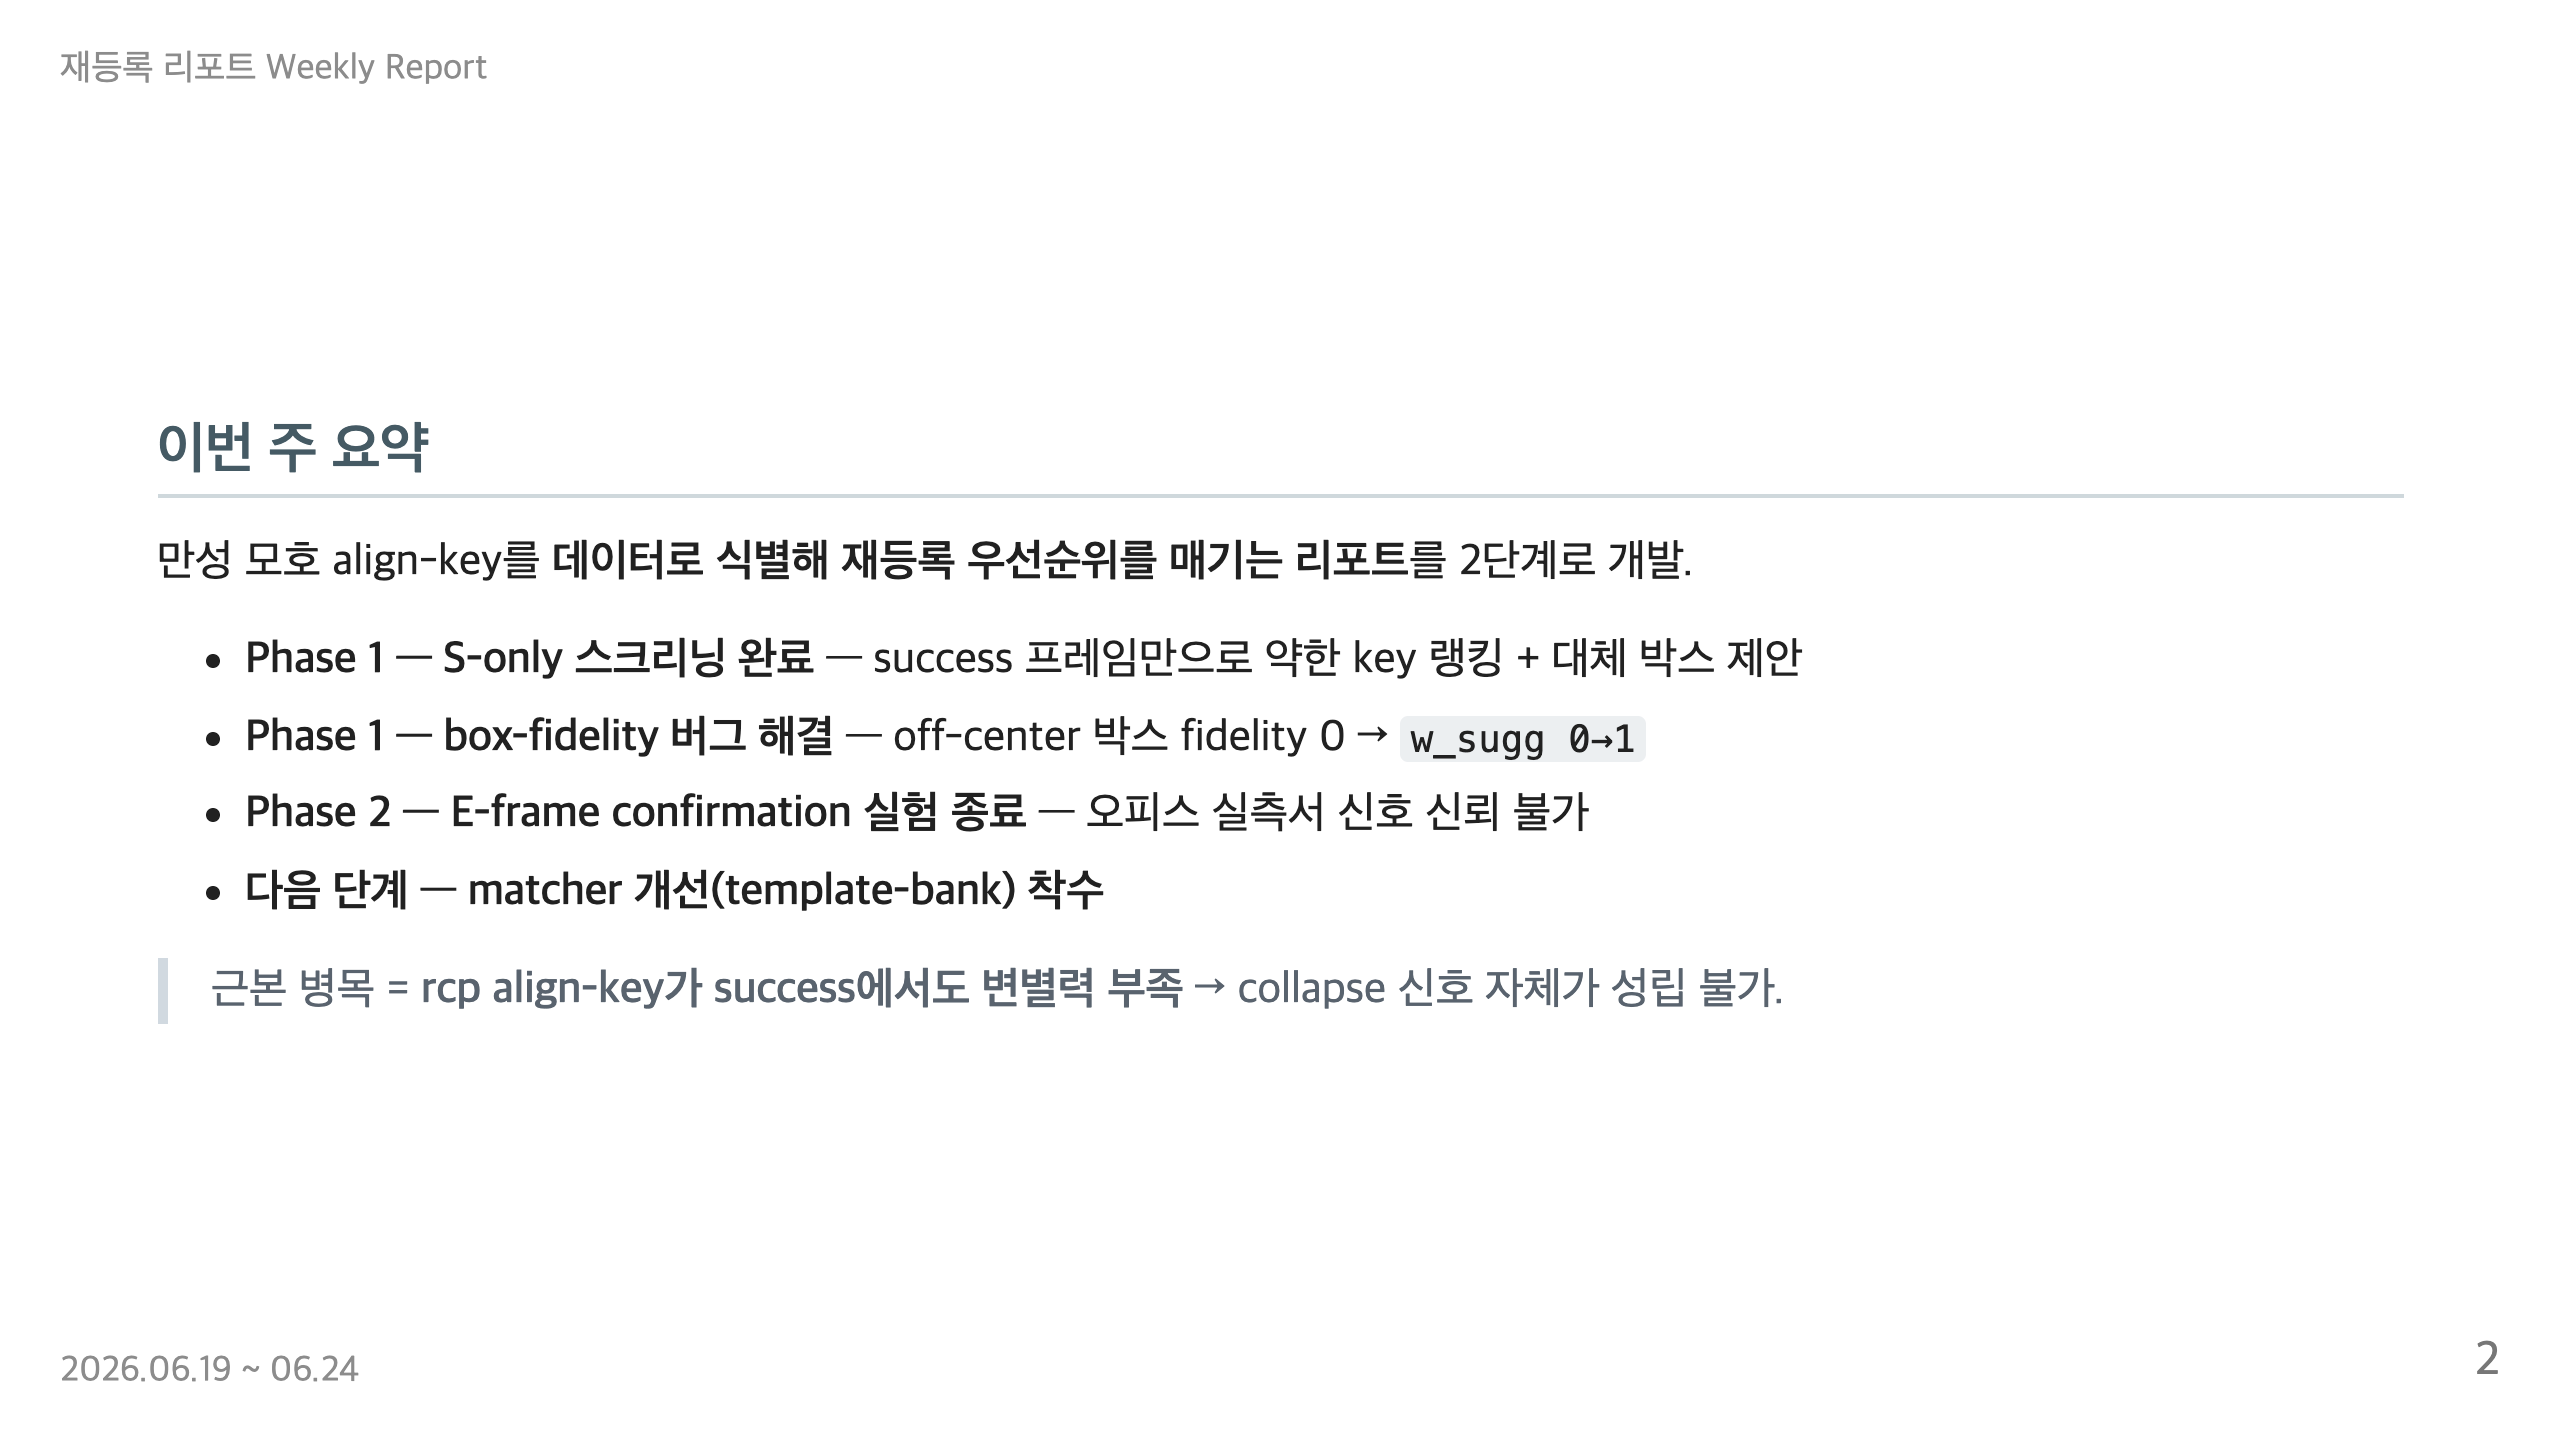 재등록 리포트 Weekly Report
이번 주 요약
만성 모호 align-key를 데이터로 식별해 재등록 우선순위를 매기는 리포트를 2단계로 개발.
• Phase 1 — S-only 스크리닝 완료 — success 프레임만으로 약한 key 랭킹 + 대체 박스 제안
• Phase 1 — box-fidelity 버그 해결 — off-center 박스 fidelity 0 → w_sugg 0→1
• Phase 2 — E-frame confirmation 실험 종료 — 오피스 실측서 신호 신뢰 불가
• 다음 단계 — matcher 개선(template-bank) 착수
근본 병목 = rcp align-key가 success에서도 변별력 부족 → collapse 신호 자체가 성립 불가.
2026.06.19 ~ 06.24
2